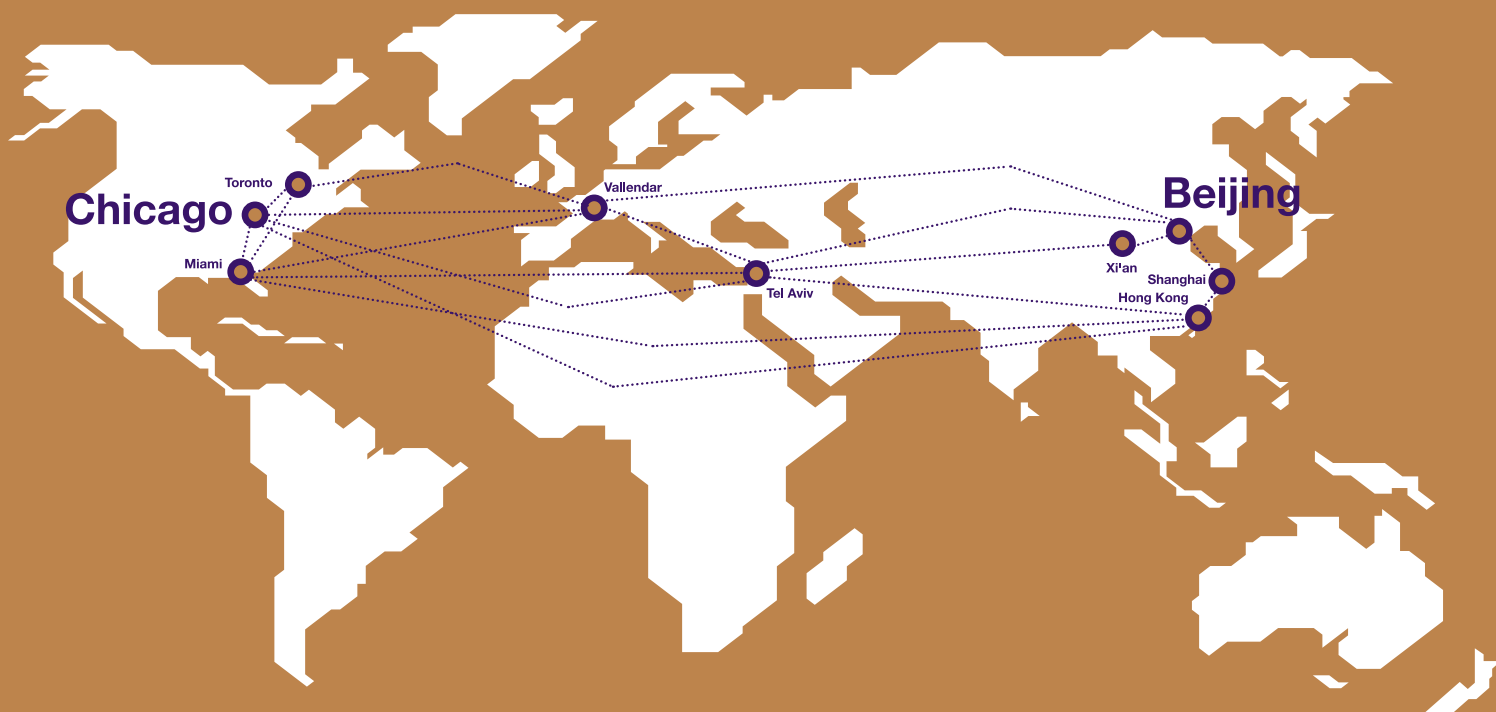 Toronto
Chicago
Miami
Vallendar
Tel Aviv
Beijing
Xi'an
Shanghai
Hong Kong